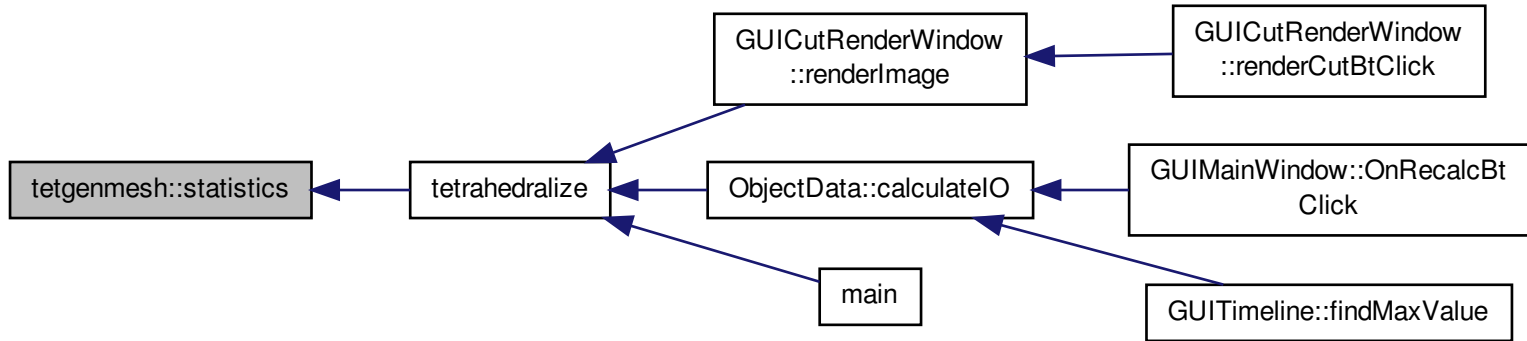 GUICutRenderWindow
::renderImage
GUICutRenderWindow
::renderCutBtClick
tetgenmesh::statistics
tetrahedralize
ObjectData::calculateIO
GUIMainWindow::OnRecalcBt
Click
main
GUITimeline::findMaxValue